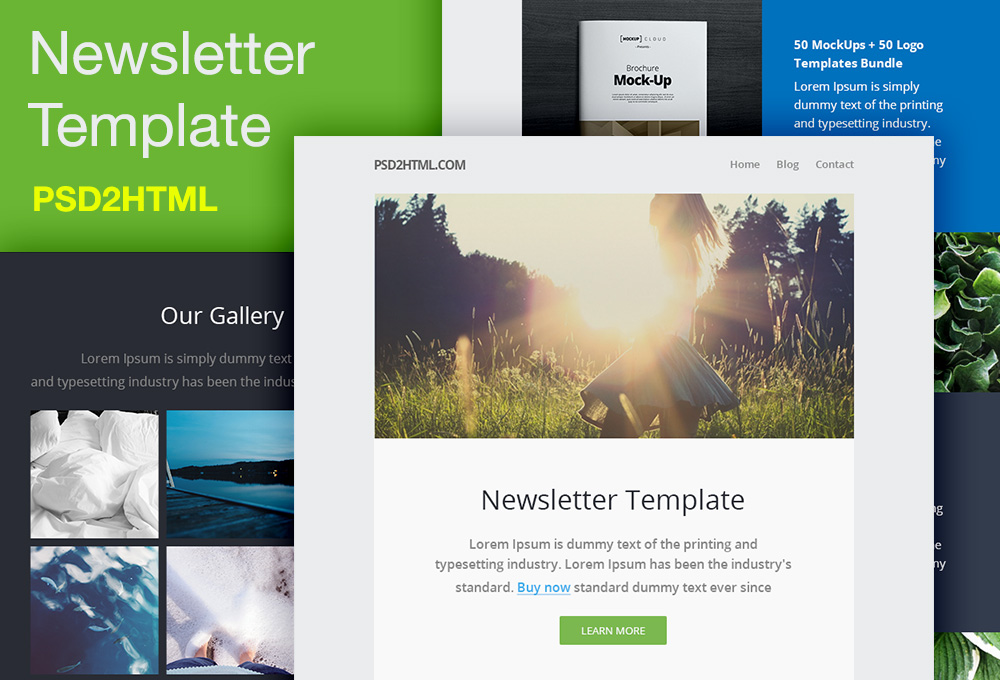 Newsletter
Template
PSD2HTML
[MOCKUP] CLOUD
Brochure
Mock-Up
50 MockUps + 50 Logo
Templates Bundle
Lorem Ipsum is simply
dummy text of the printing
and typesetting industry.
PSD2HTML.COM
Home Blog Contact
Our Gallery
Lorem Ipsum is simply dummy text
and typesetting industry has been the indus
Newsletter Template
Lorem Ipsum is dummy text of the printing and
typesetting industry. Lorem Ipsum has been the industry's
standard. Buy now standard dummy text ever since
LEARN MORE